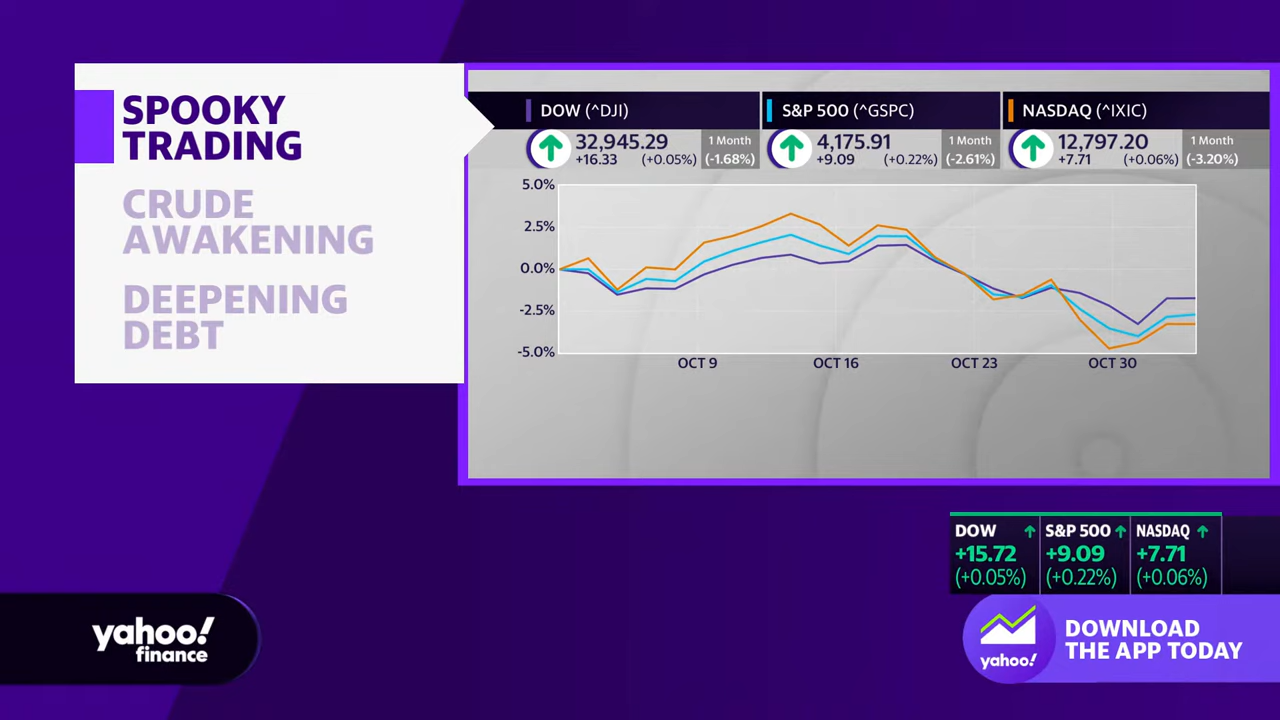 SPOOKY
TRADING
CRUDE
AWAKENING
DEEPENING
DEBT
DOW (^DJI)
32,945.29
+16.33 (+0.05%)
1 Month
(-1.68%)
S&P 500 (^GSPC)
4,175.91
+9.09 (+0.22%)
1 Month
(-2.61%)
NASDAQ (^IXIC)
12,797.20
+7.71 (+0.06%)
1 Month
(-3.20%)
5.0%
2.5%
0.0%
-2.5%
-5.0%
OCT 9 OCT 16 OCT 23 OCT 30
DOW
+15.72
(+0.05%)
S&P 500
+9.09
(+0.22%)
NASDAQ
+7.71
(+0.06%)
yahoo!
finance
yahoo!
DOWNLOAD
THE APP TODAY